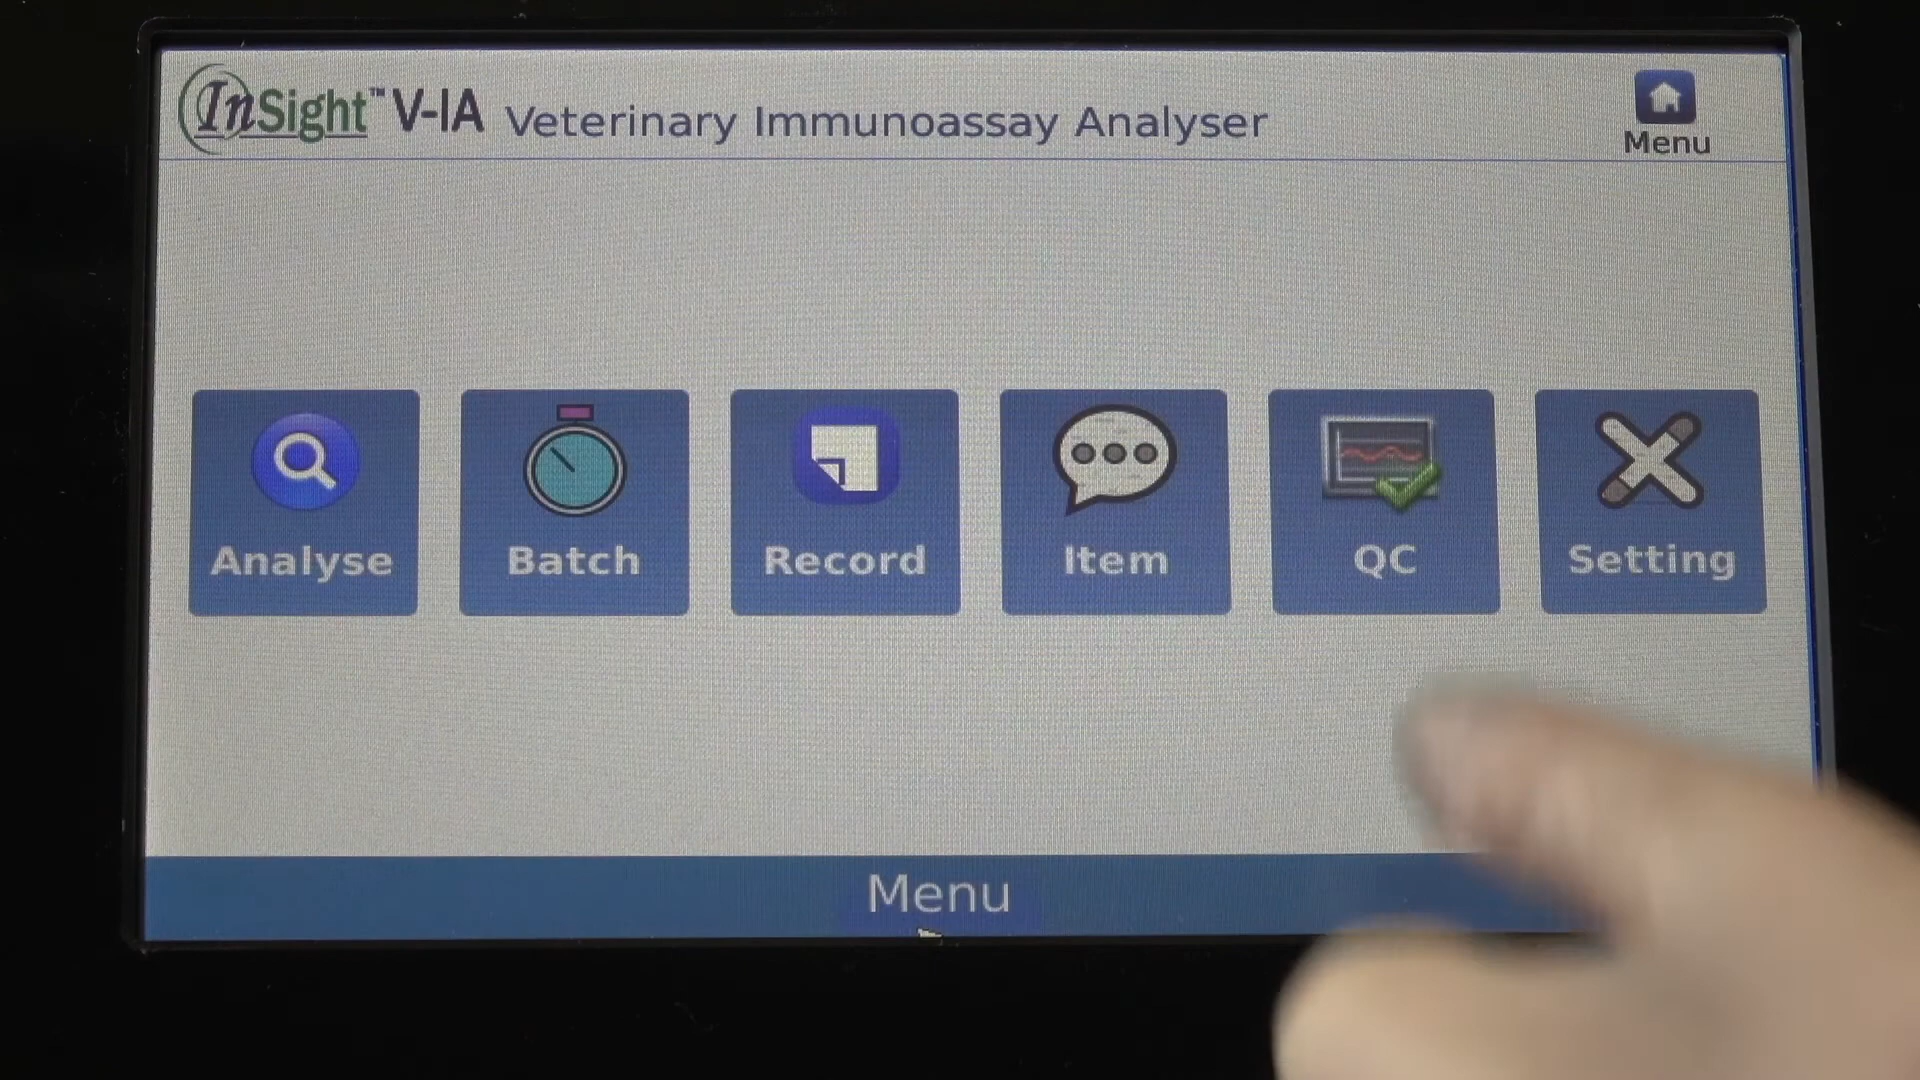 InSight™ V-IA Veterinary Immunoassay Analyser
Menu
Analyse
Batch
Record
Item
QC
Setting
Menu